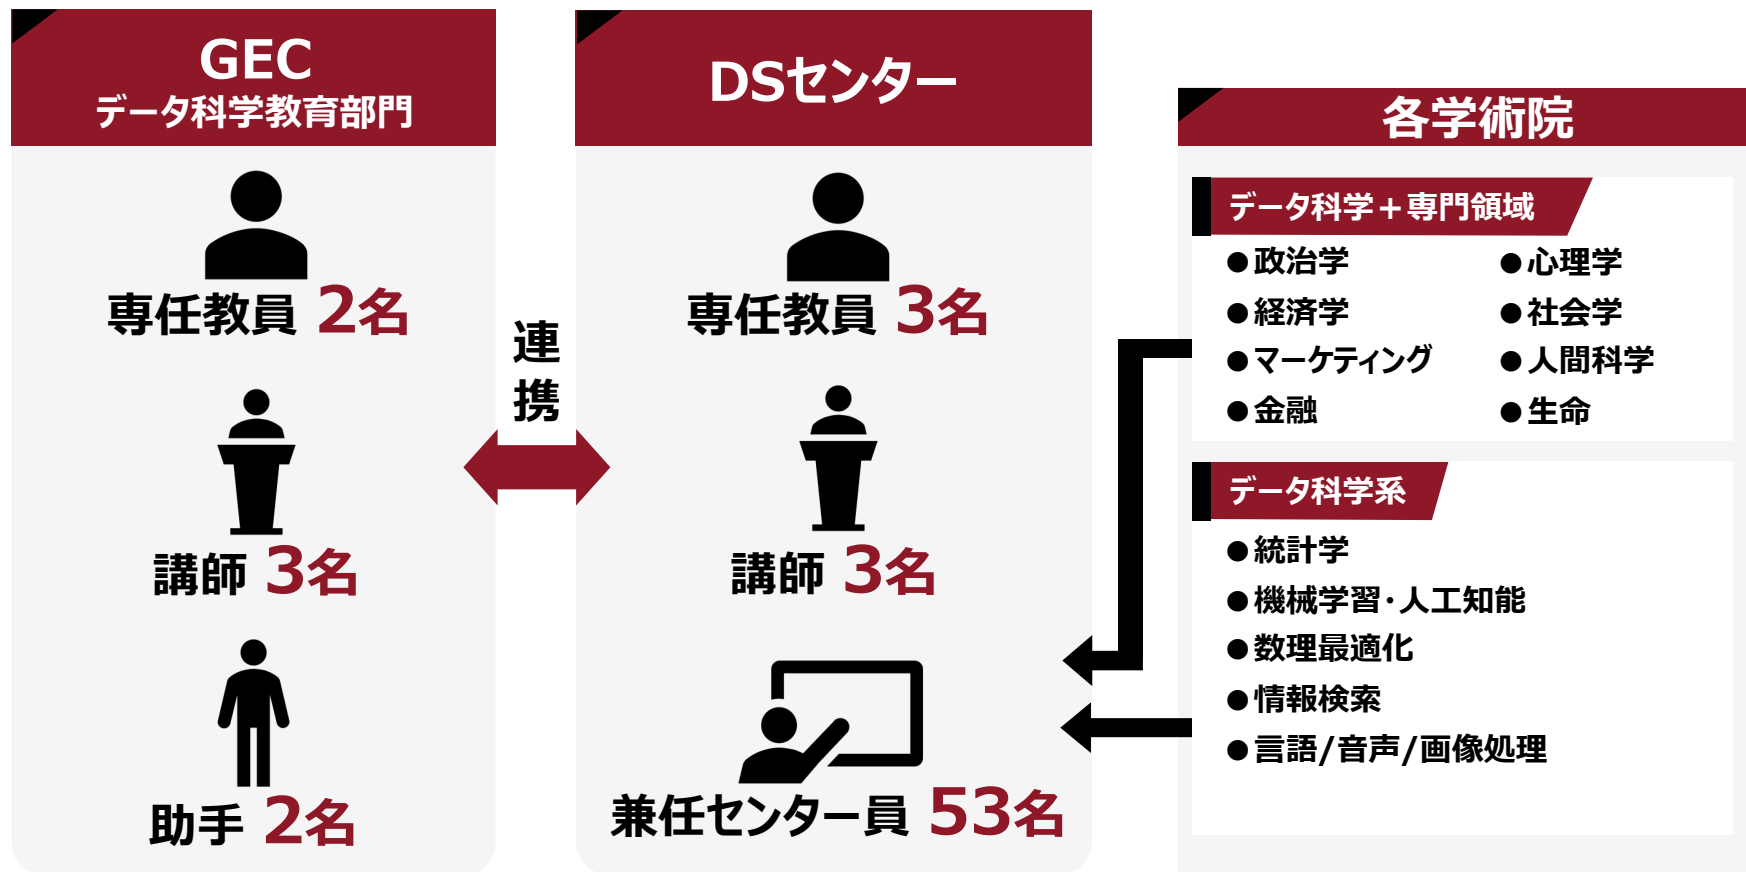 GEC
データ科学教育部門
専任教員 2名
講師 3名
助手 2名
連携
DSセンター
専任教員 3名
講師 3名
兼任センター員 53名
各学術院
データ科学＋専門領域
●政治学
●経済学
●マーケティング
●金融
●心理学
●社会学
●人間科学
●生命
データ科学系
●統計学
●機械学習・人工知能
●数理最適化
●情報検索
●言語/音声/画像処理